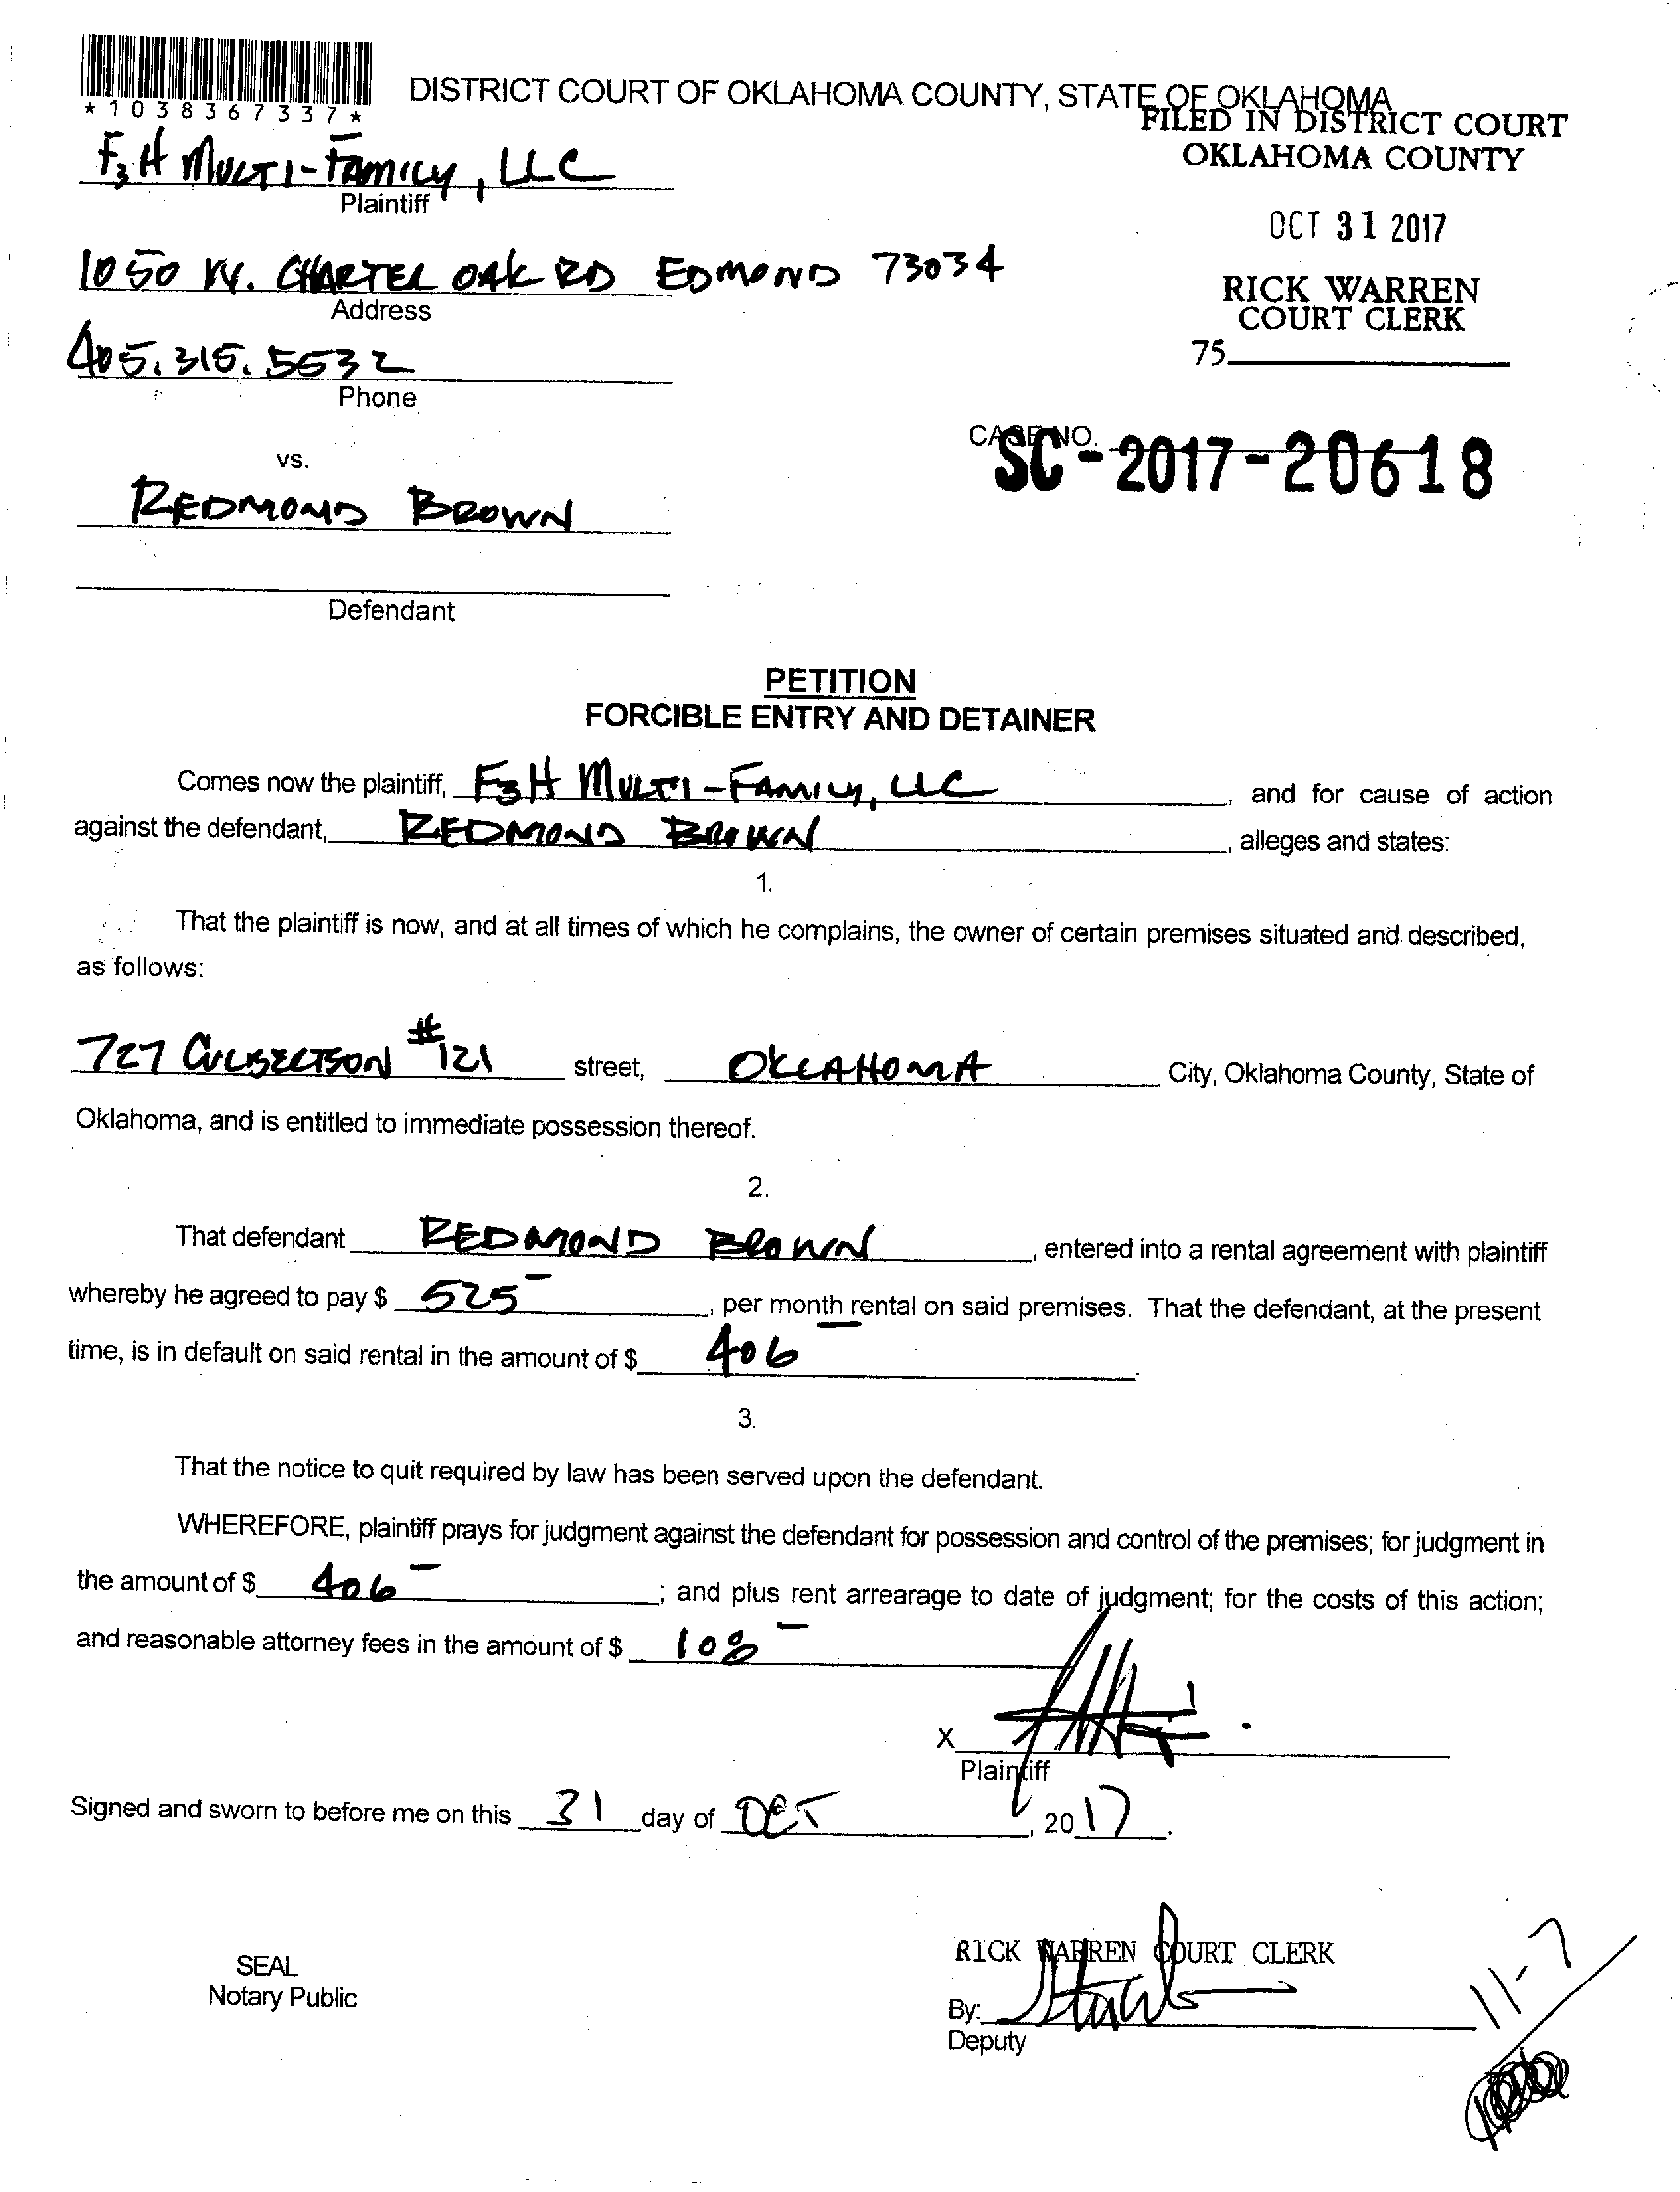 *1038367337*
DISTRICT COURT OF OKLAHOMA COUNTY, STATE OF OKLAHOMA
FILED IN DISTRICT COURT
OKLAHOMA COUNTY
F3H MULTI-FAMILY, LLC
Plaintiff
OCT 31 2017
1050 W. CHARTER OAK RD EDMOND 73034
Address
RICK WARREN
COURT CLERK
405.315.5532
75
Phone
CASE NO.
SC-2017-20618
vs.
REDMOND BROWN
Defendant
PETITION
FORCIBLE ENTRY AND DETAINER
Comes now the plaintiff, F3H MULTI-FAMILY, LLC, and for cause of action
against the defendant, REDMOND BROWN, alleges and states:
1.
That the plaintiff is now, and at all times of which he complains, the owner of certain premises situated and described,
as follows:
727 CULBERTSON #121 street, OKLAHOMA City, Oklahoma County, State of
Oklahoma, and is entitled to immediate possession thereof.
2.
That defendant REDMOND BROWN, entered into a rental agreement with plaintiff
whereby he agreed to pay $ 525-, per month rental on said premises. That the defendant, at the present
time, is in default on said rental in the amount of $ 406-.
3.
That the notice to quit required by law has been served upon the defendant.
WHEREFORE, plaintiff prays for judgment against the defendant for possession and control of the premises; for judgment in
the amount of $ 406-; and plus rent arrearage to date of judgment; for the costs of this action;
and reasonable attorney fees in the amount of $ 108-
X
Plaintiff
Signed and sworn to before me on this 31 day of OCT, 2017.
SEAL
Notary Public
RICK WARREN COURT CLERK
By:
Deputy
11-7